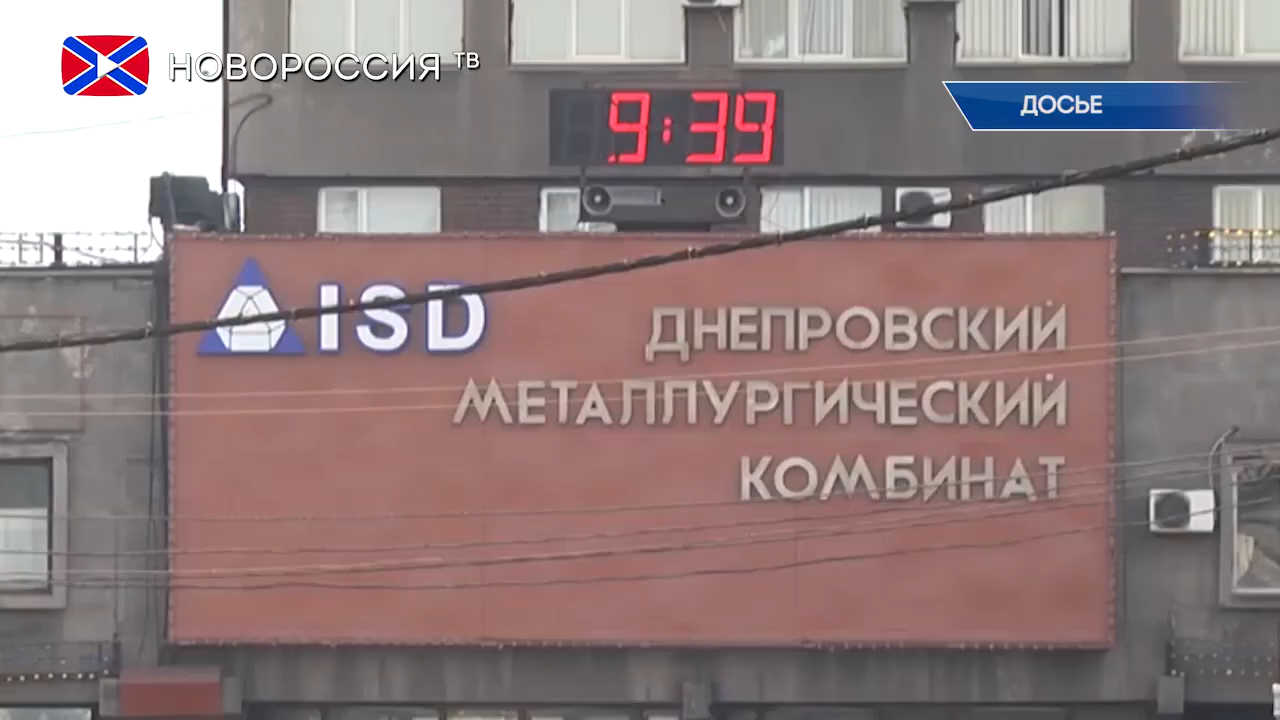 НОВОРОССИЯ ТВ
ДОСЬЕ
9:39
ISD
ДНЕПРОВСКИЙ
МЕТАЛЛУРГИЧЕСКИЙ
КОМБИНАТ